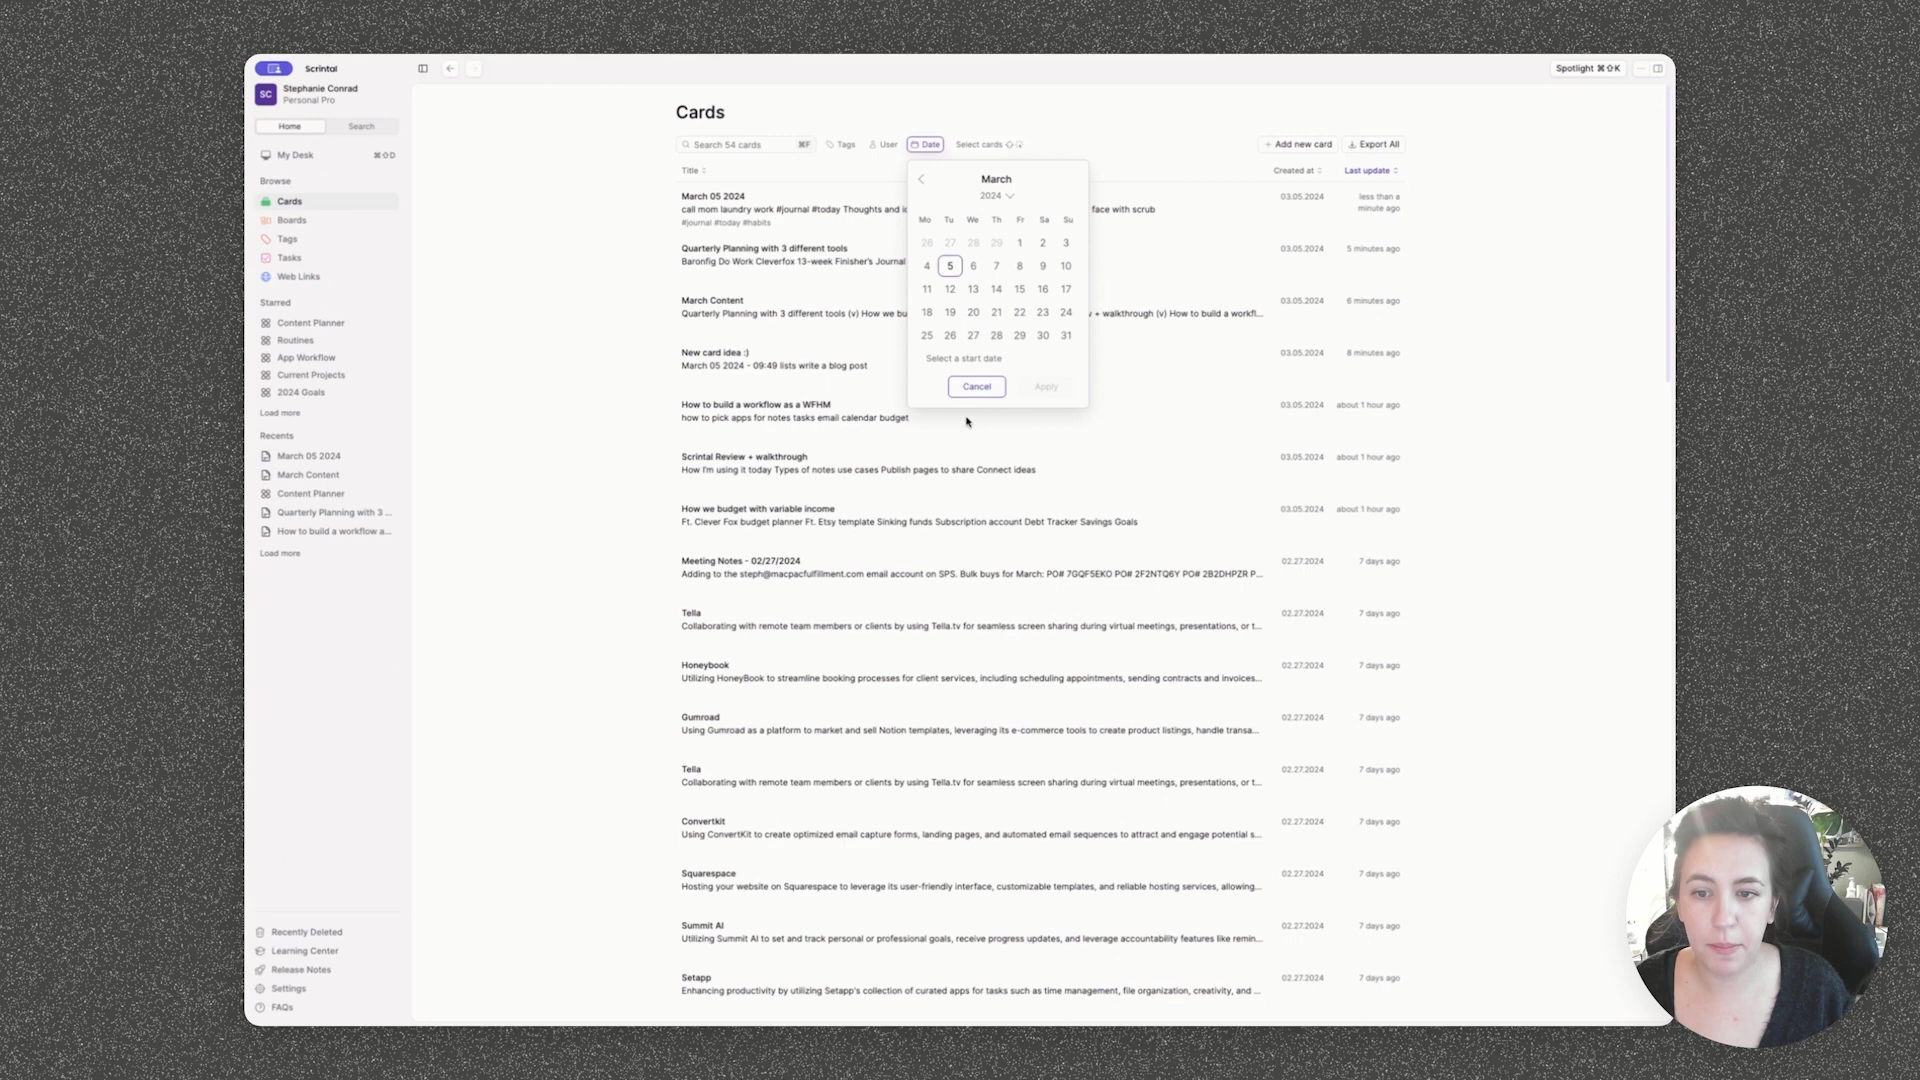 Scrintal
Spotlight ⌘⇧K
SC
Stephanie Conrad
Personal Pro
Home
Search
My Desk
⌘⇧D
Browse
Cards
Boards
Tags
Tasks
Web Links
Starred
Content Planner
Routines
App Workflow
Current Projects
2024 Goals
Load more
Recents
March 05 2024
March Content
Content Planner
Quarterly Planning with 3 ...
How to build a workflow a...
Load more
Recently Deleted
Learning Center
Release Notes
Settings
FAQs
Cards
Search 54 cards ⌘F
Tags
User
Date
Select cards
+ Add new card
Export All
Title
Created at
Last update
March
2024
Mo Tu We Th Fr Sa Su
26 27 28 29 1 2 3
4 5 6 7 8 9 10
11 12 13 14 15 16 17
18 19 20 21 22 23 24
25 26 27 28 29 30 31
Select a start date
Cancel
Apply
March 05 2024
03.05.2024
less than a
minute ago
call mom laundry work #journal #today Thoughts and face with scrub
#journal #today #habits
Quarterly Planning with 3 different tools
03.05.2024
5 minutes ago
Baronfig Do Work Cleverfox 13-week Finisher's Journal
March Content
03.05.2024
6 minutes ago
Quarterly Planning with 3 different tools (v) How we bu + walkthrough (v) How to build a workfl...
New card idea :)
03.05.2024
8 minutes ago
March 05 2024 - 09:49 lists write a blog post
How to build a workflow as a WFHM
03.05.2024
about 1 hour ago
how to pick apps for notes tasks email calendar budget
Scrintal Review + walkthrough
03.05.2024
about 1 hour ago
How I'm using it today Types of notes use cases Publish pages to share Connect ideas
How we budget with variable income
03.05.2024
about 1 hour ago
Ft. Clever Fox budget planner Ft. Etsy template Sinking funds Subscription account Debt Tracker Savings Goals
Meeting Notes - 02/27/2024
02.27.2024
7 days ago
Adding to the steph@macpacfulfillment.com email account on SPS. Bulk buys for March: PO# 7GQF5EKO PO# 2F2NTQ6Y PO# 2B2DHPZR P...
Tella
02.27.2024
7 days ago
Collaborating with remote team members or clients by using Tella.tv for seamless screen sharing during virtual meetings, presentations, or t...
Honeybook
02.27.2024
7 days ago
Utilizing HoneyBook to streamline booking processes for client services, including scheduling appointments, sending contracts and invoices...
Gumroad
02.27.2024
7 days ago
Using Gumroad as a platform to market and sell Notion templates, leveraging its e-commerce tools to create product listings, handle transa...
Tella
02.27.2024
7 days ago
Collaborating with remote team members or clients by using Tella.tv for seamless screen sharing during virtual meetings, presentations, or t...
Convertkit
02.27.2024
7 days ago
Using ConvertKit to create optimized email capture forms, landing pages, and automated email sequences to attract and engage potential s...
Squarespace
02.27.2024
7 days ago
Hosting your website on Squarespace to leverage its user-friendly interface, customizable templates, and reliable hosting services, allowing...
Summit AI
02.27.2024
7 days ago
Utilizing Summit AI to set and track personal or professional goals, receive progress updates, and leverage accountability features like remin...
Setapp
02.27.2024
7 days ago
Enhancing productivity by utilizing Setapp's collection of curated apps for tasks such as time management, file organization, creativity, and ...